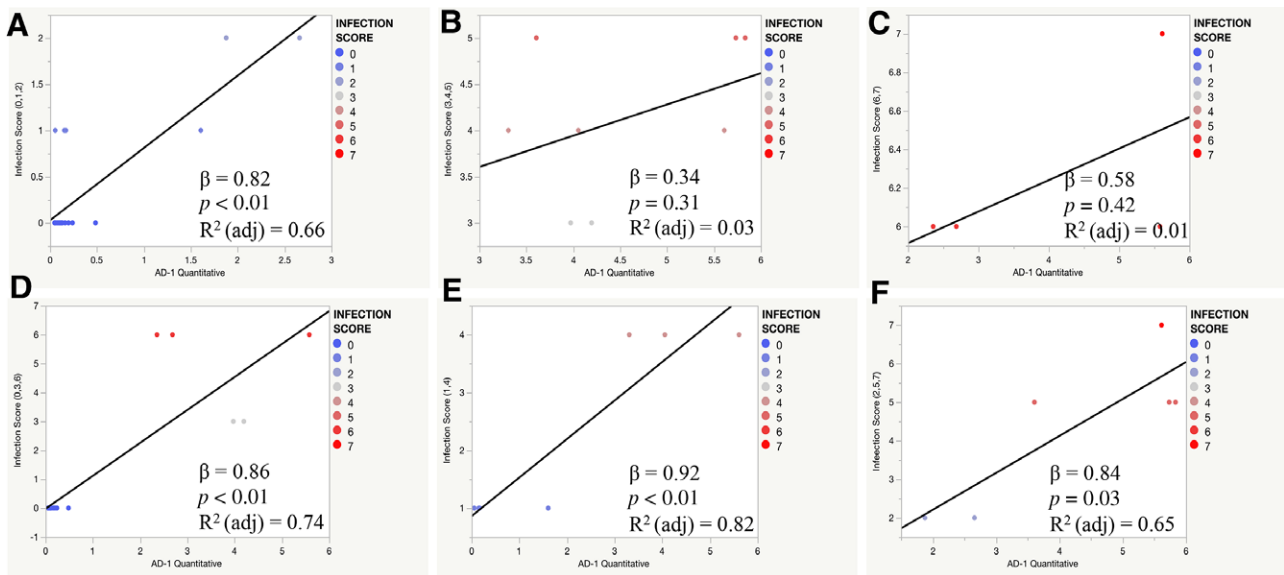 A
INFECTION
SCORE
0
1
2
3
4
5
6
7
Infection Score (0,1,2)
2
1.5
1
0.5
0
β = 0.82
p < 0.01
R² (adj) = 0.66
0 0.5 1 1.5 2 2.5 3
AD-1 Quantitative
B
INFECTION
SCORE
0
1
2
3
4
5
6
7
Infection Score (3,4,5)
5
4.5
4
3.5
3
β = 0.34
p = 0.31
R² (adj) = 0.03
3 3.5 4 4.5 5 5.5 6
AD-1 Quantitative
C
INFECTION
SCORE
0
1
2
3
4
5
6
7
Infection Score (6,7)
7
6.8
6.6
6.4
6.2
6
β = 0.58
p = 0.42
R² (adj) = 0.01
2 3 4 5 6
AD-1 Quantitative
D
INFECTION
SCORE
0
1
2
3
4
5
6
7
Infection Score (0,3,6)
7
6
5
4
3
2
1
0
-1
β = 0.86
p < 0.01
R² (adj) = 0.74
0 1 2 3 4 5 6
AD-1 Quantitative
E
INFECTION
SCORE
0
1
2
3
4
5
6
7
Infection Score (1,4)
4
3
2
1
β = 0.92
p < 0.01
R² (adj) = 0.82
0 1 2 3 4 5 6
AD-1 Quantitative
F
INFECTION
SCORE
0
1
2
3
4
5
6
7
Infeection Score (2,5,7)
7
6
5
4
3
2
β = 0.84
p = 0.03
R² (adj) = 0.65
2 3 4 5 6
AD-1 Quantitative